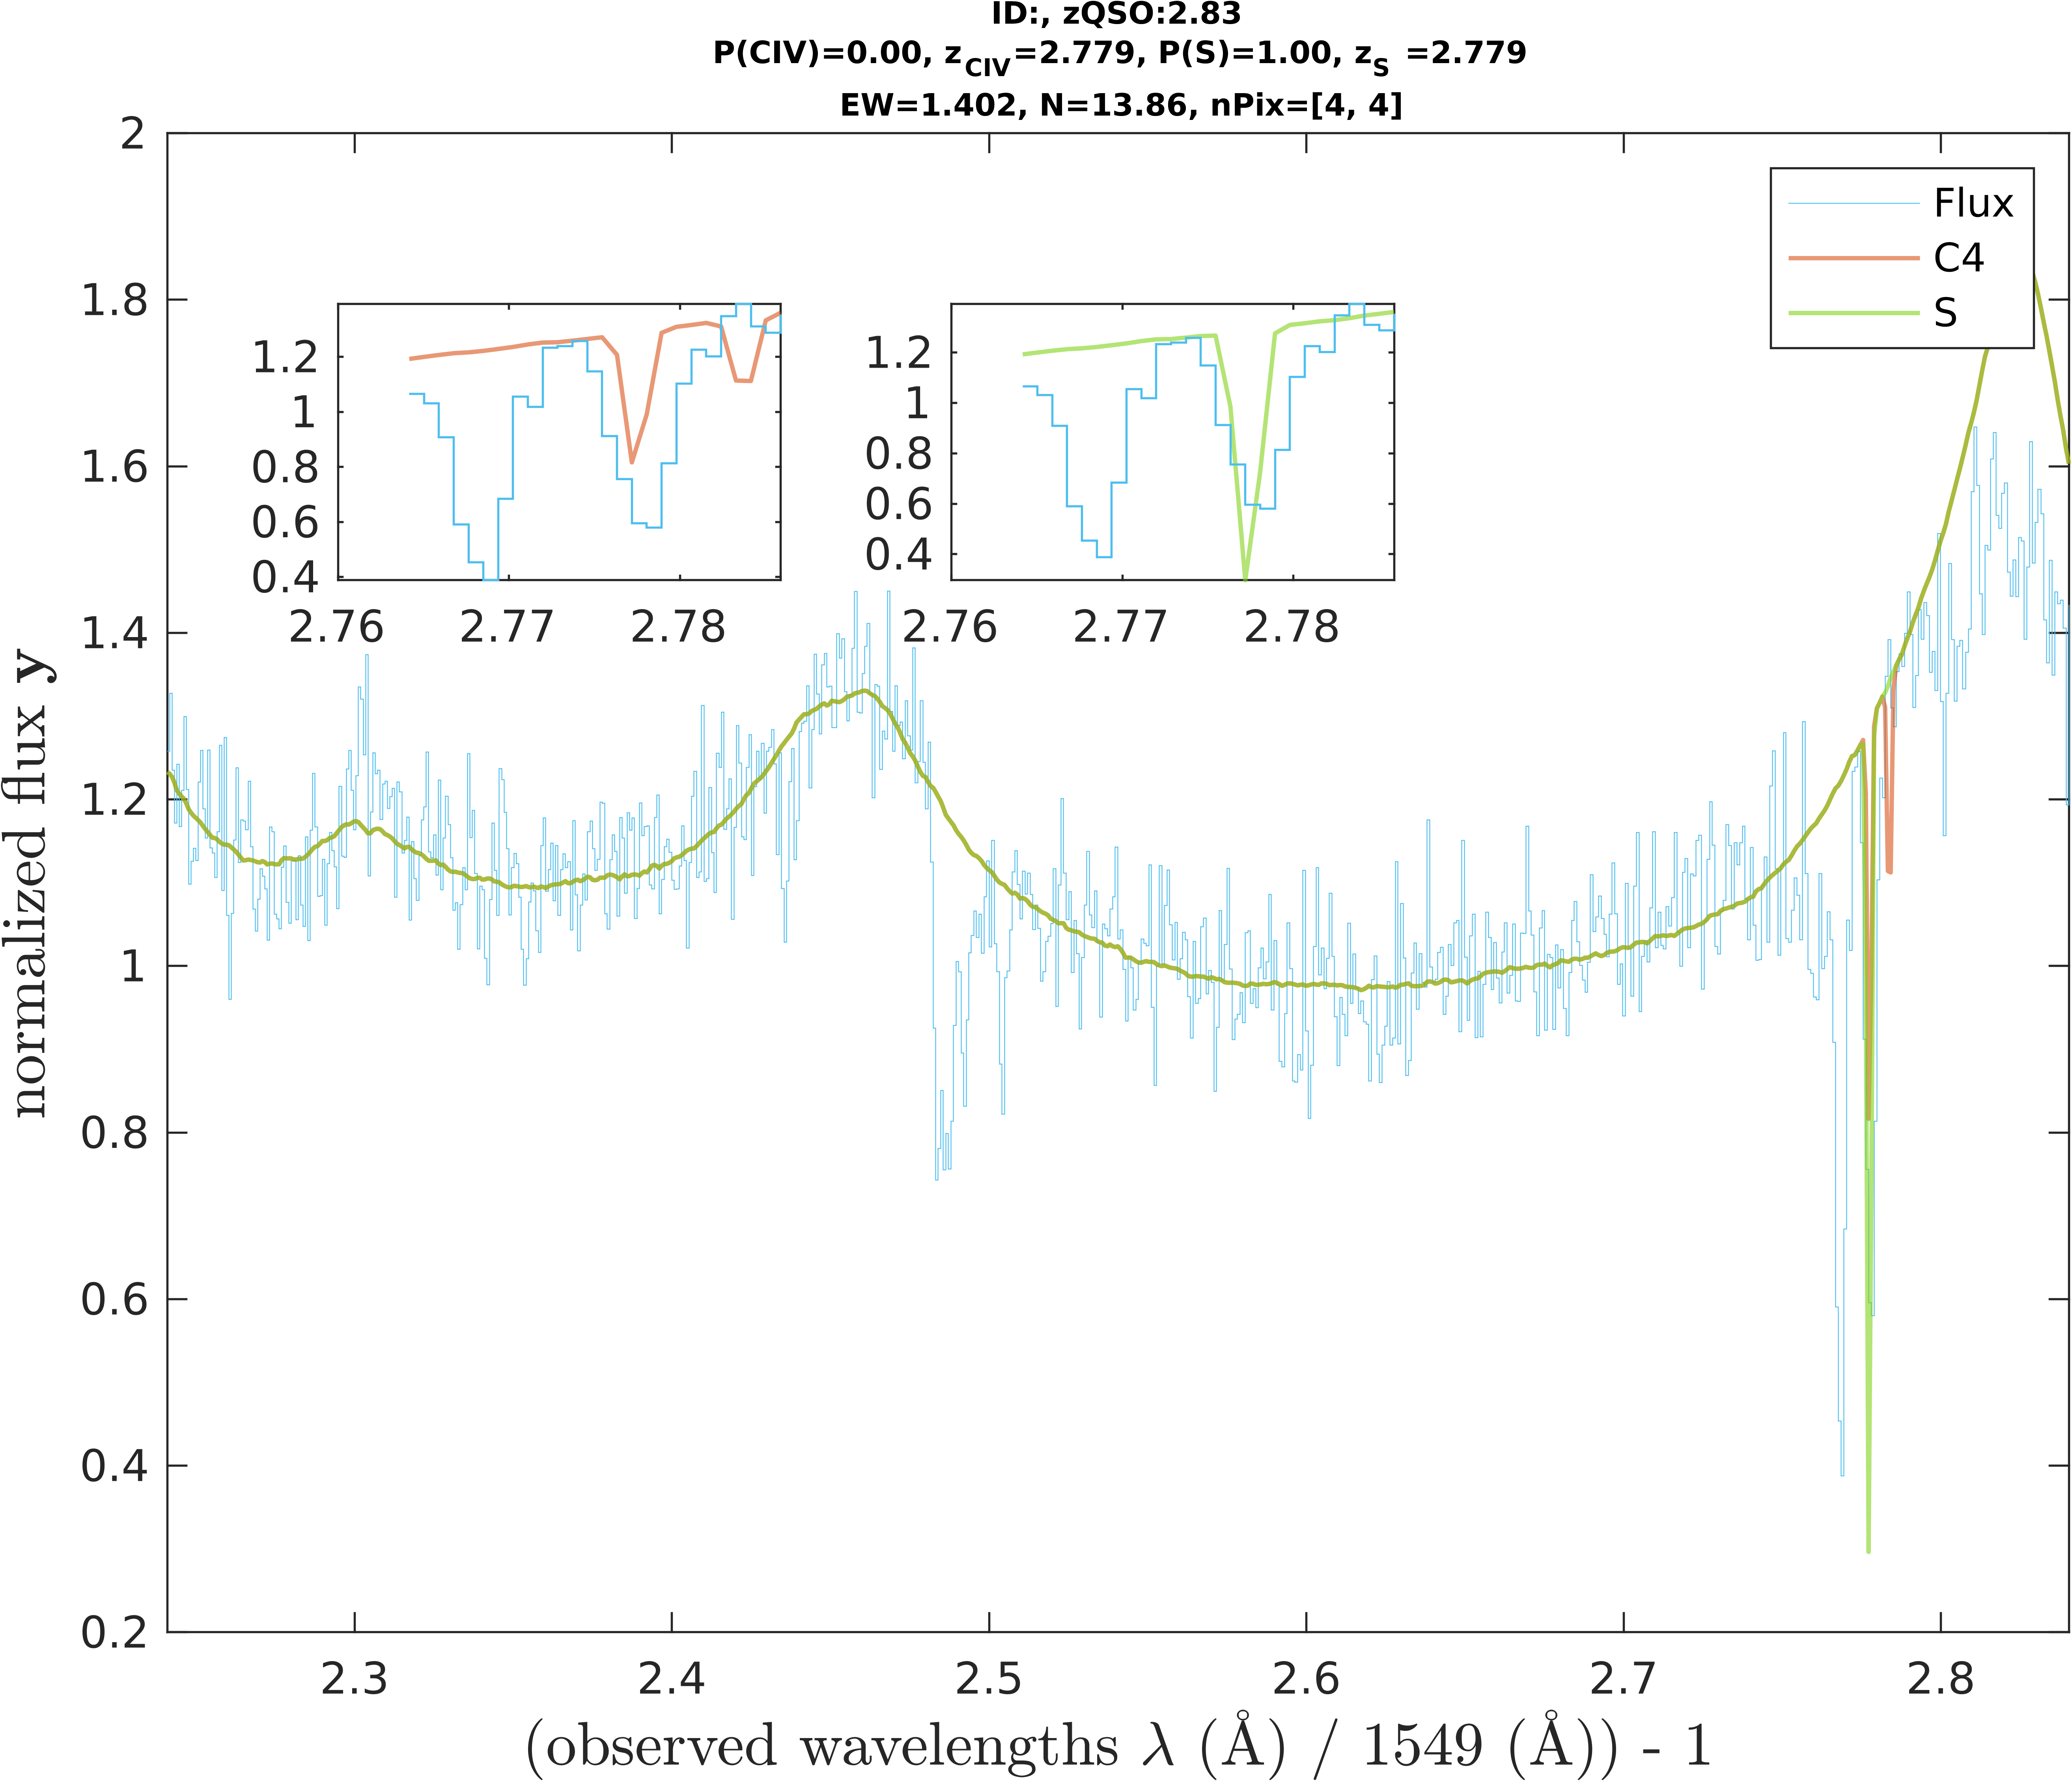 ID:, zQSO:2.83
P(CIV)=0.00, z_CIV=2.779, P(S)=1.00, z_S =2.779
EW=1.402, N=13.86, nPix=[4, 4]
2
1.8
1.6
1.4
1.2
1
0.8
0.6
0.4
0.2
normalized flux y
Flux
C4
S
1.2
1
0.8
0.6
0.4
2.76 2.77 2.78
1.2
1
0.8
0.6
0.4
2.76 2.77 2.78
2.3 2.4 2.5 2.6 2.7 2.8
(observed wavelengths λ (Å) / 1549 (Å)) - 1